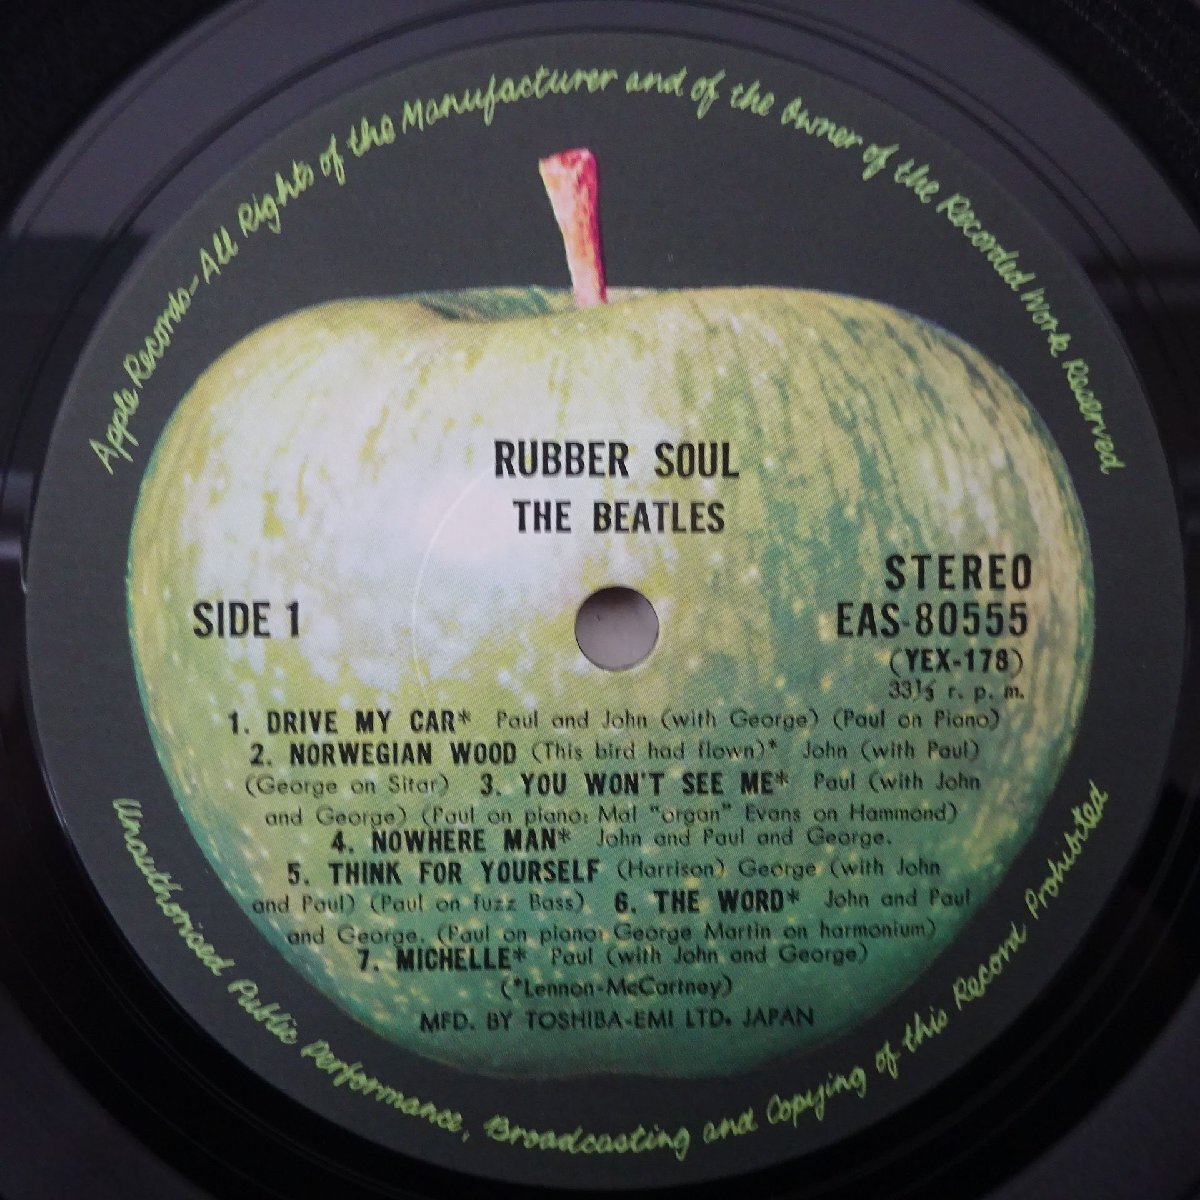 Apple Records-All Rights of the Manufacturer and of the Owner of the Recorded Work Reserved
RUBBER SOUL
THE BEATLES
STEREO
SIDE 1
EAS-80555
(YEX-178)
33⅓ r. p. m.
1. DRIVE MY CAR* Paul and John (with George) (Paul on Piano)
2. NORWEGIAN WOOD (This bird had flown)* John (with Paul)
(George on Sitar) 3. YOU WON'T SEE ME* Paul (with John
and George) (Paul on piano: Mal "organ" Evans on Hammond)
4. NOWHERE MAN* John and Paul and George.
5. THINK FOR YOURSELF (Harrison) George (with John
and Paul) (Paul on fuzz Bass) 6. THE WORD* John and Paul
and George. (Paul on piano: George Martin on harmonium)
7. MICHELLE* Paul (with John and George)
(*Lennon-McCartney)
MFD. BY TOSHIBA-EMI LTD. JAPAN
Unauthorised Public Performance, Broadcasting and Copying of this Record Prohibited